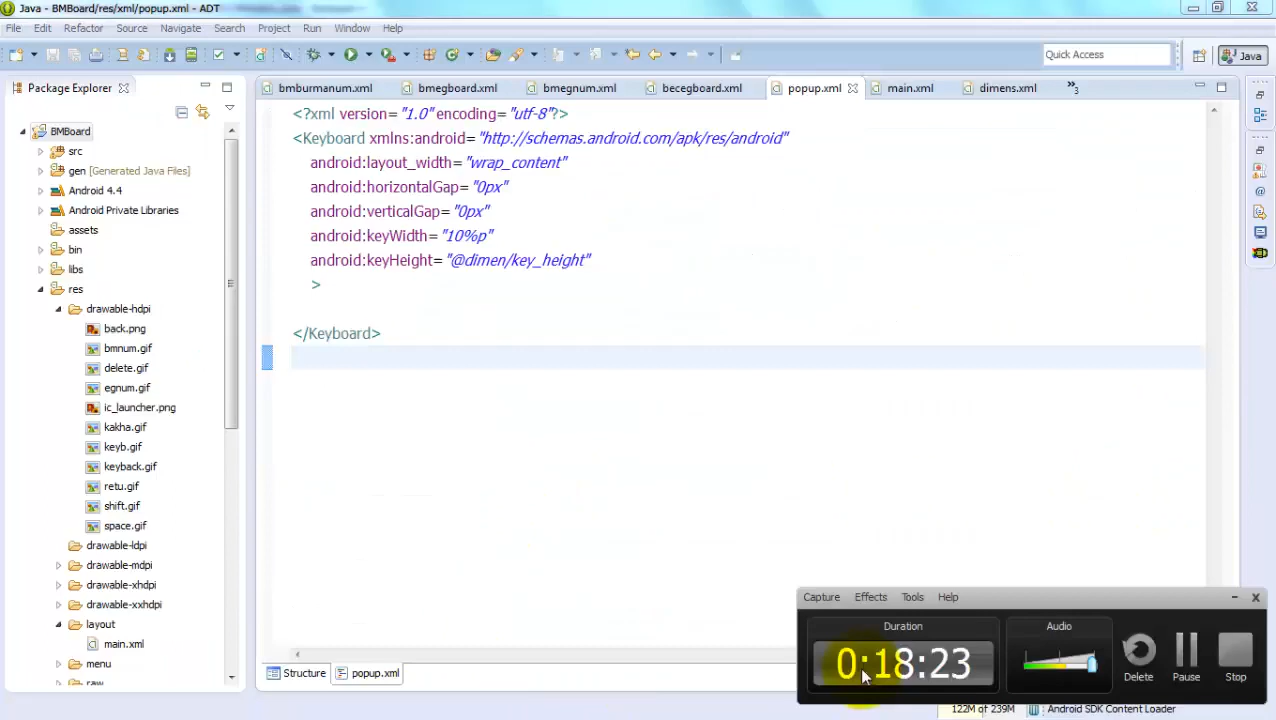 Java - BMBoard/res/xml/popup.xml - ADT
File Edit Refactor Source Navigate Search Project Run Window Help
Quick Access
Java
Package Explorer
bmburmanum.xml bmegboard.xml bmegnum.xml becegboard.xml popup.xml main.xml dimens.xml »3
BMBoard
src
gen [Generated Java Files]
Android 4.4
Android Private Libraries
assets
bin
libs
res
drawable-hdpi
back.png
bmnum.gif
delete.gif
egnum.gif
ic_launcher.png
kakha.gif
keyb.gif
keyback.gif
retu.gif
shift.gif
space.gif
drawable-ldpi
drawable-mdpi
drawable-xhdpi
drawable-xxhdpi
layout
main.xml
menu
raw
<?xml version="1.0" encoding="utf-8"?>
<Keyboard xmlns:android="http://schemas.android.com/apk/res/android"
android:layout_width="wrap_content"
android:horizontalGap="0px"
android:verticalGap="0px"
android:keyWidth="10%p"
android:keyHeight="@dimen/key_height"
>
</Keyboard>
Structure popup.xml
Capture Effects Tools Help
Duration
0:18:23
Audio
Delete Pause Stop
122M of 239M Android SDK Content Loader